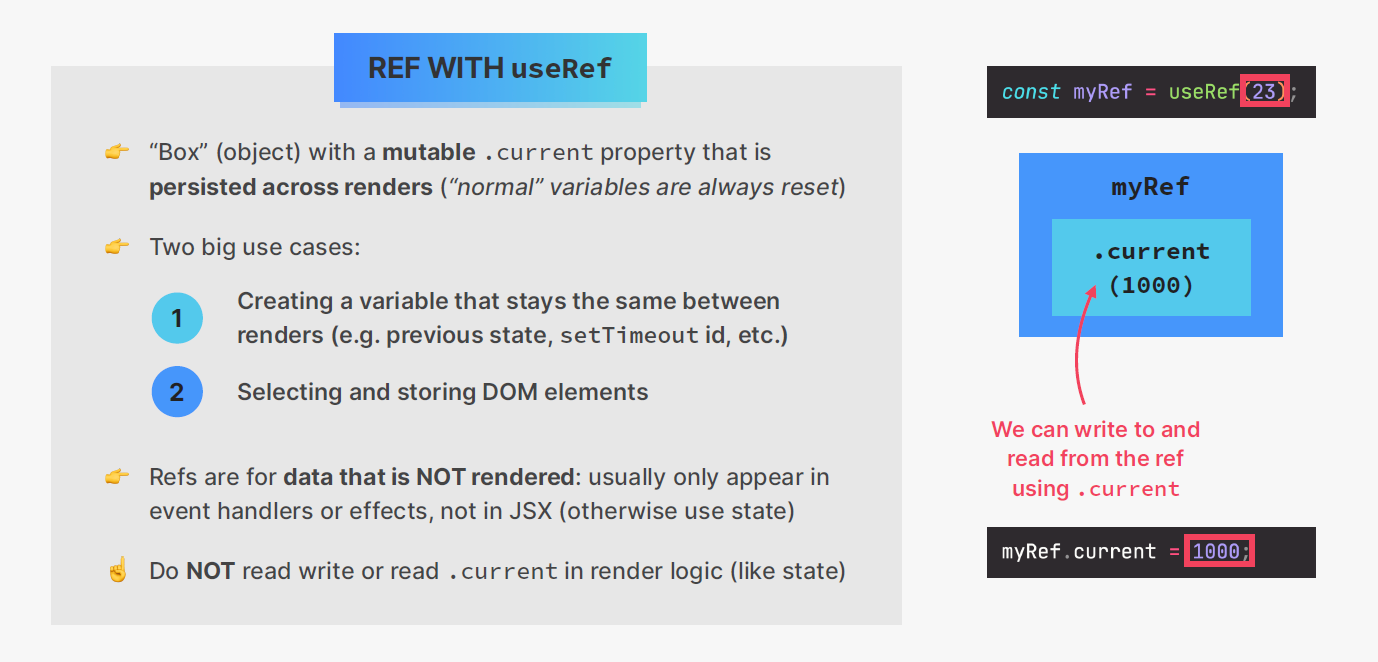 REF WITH useRef
👉 “Box” (object) with a mutable .current property that is
persisted across renders (“normal” variables are always reset)
👉 Two big use cases:
1 Creating a variable that stays the same between
renders (e.g. previous state, setTimeout id, etc.)
2 Selecting and storing DOM elements
👉 Refs are for data that is NOT rendered: usually only appear in
event handlers or effects, not in JSX (otherwise use state)
☝️ Do NOT read write or read .current in render logic (like state)
const myRef = useRef(23);
myRef
.current
(1000)
We can write to and
read from the ref
using .current
myRef.current = 1000;